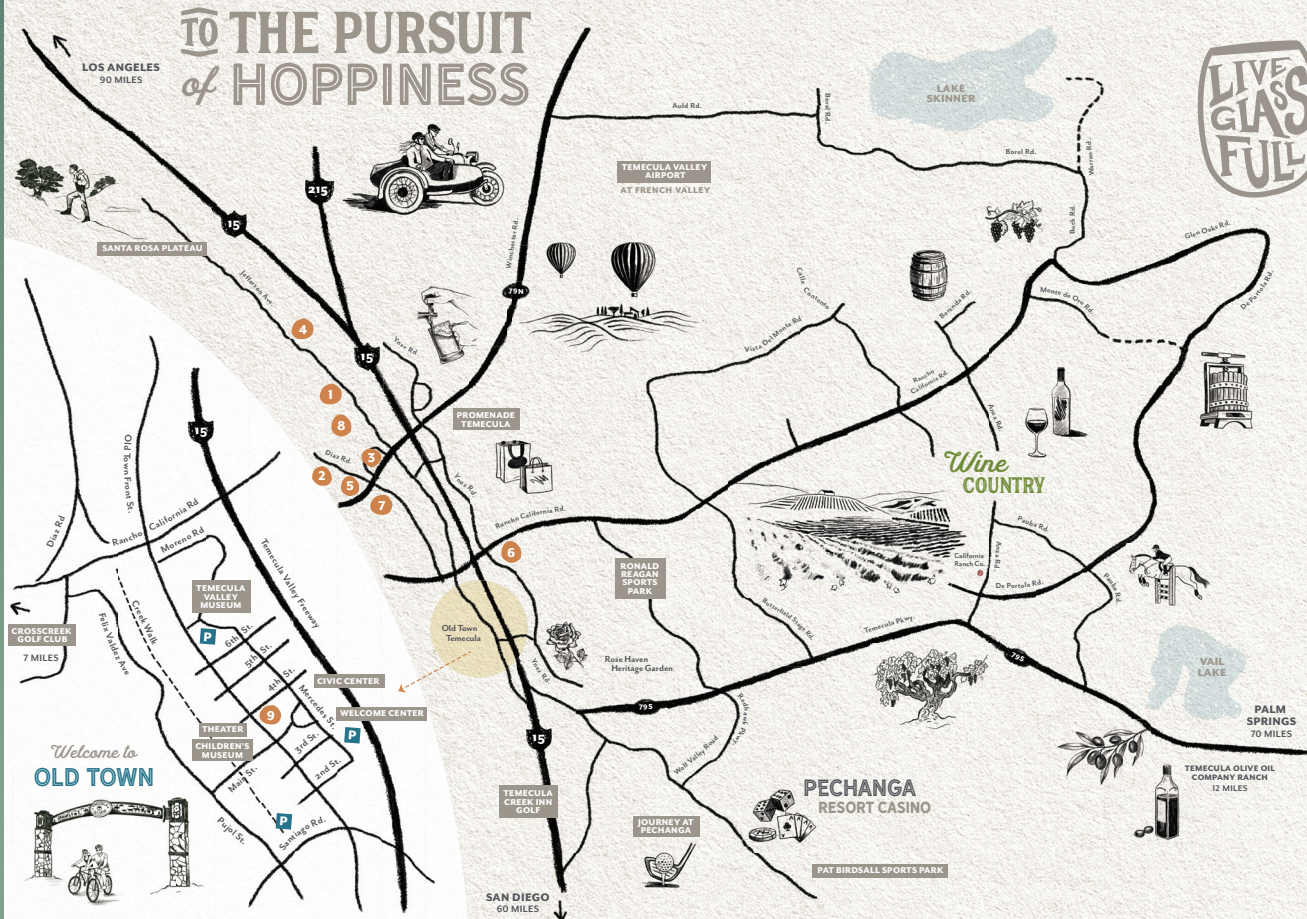 TO THE PURSUIT
of HOPPINESS
LOS ANGELES
90 MILES
LIVE
GLASS
FULL
LAKE
SKINNER
Auld Rd.
Borel Rd.
Borel Rd.
Warren Rd.
Buck Rd.
TEMECULA VALLEY
AIRPORT
AT FRENCH VALLEY
215
15
SANTA ROSA PLATEAU
Jefferson Ave.
Winchester Rd.
79N
Glen Oaks Rd.
De Portola Rd.
Monte de Oro Rd.
Calle Contento
Berenda Rd.
Vista Del Monte Rd
Rancho
California Rd.
Anza Rd.
4
15
Ynez Rd.
1
8
3
Diaz Rd.
2
5
7
PROMENADE
TEMECULA
Ynez Rd.
Rancho California Rd.
6
Wine
COUNTRY
RONALD
REAGAN
SPORTS
PARK
California
Ranch Co.
Anza Rd
Pauba Rd.
Pauba Rd.
De Portola Rd.
Butterfield Stage Rd.
Temecula Pkwy.
79S
79S
VAIL
LAKE
PALM
SPRINGS
70 MILES
TEMECULA OLIVE OIL
COMPANY RANCH
12 MILES
Old Town
Temecula
Rose Haven
Heritage Garden
Ynez Rd.
15
Redhawk Pkwy.
Wolf Valley Road
PECHANGA
RESORT CASINO
TEMECULA
CREEK INN
GOLF
JOURNEY AT
PECHANGA
PAT BIRDSALL SPORTS PARK
SAN DIEGO
60 MILES
15
Old Town Front St.
Diaz Rd
Rancho California Rd
Moreno Rd
Temecula Valley Freeway
TEMECULA
VALLEY
MUSEUM
P
CROSSCREEK
GOLF CLUB
7 MILES
Creek Walk
Felix Valdez Ave
6th St.
5th St.
4th St.
CIVIC CENTER
Mercedes St.
WELCOME CENTER
P
9
THEATER
CHILDREN'S
MUSEUM
3rd St.
2nd St.
Main St.
P
Santiago Rd.
Pujol St.
Welcome to
OLD TOWN